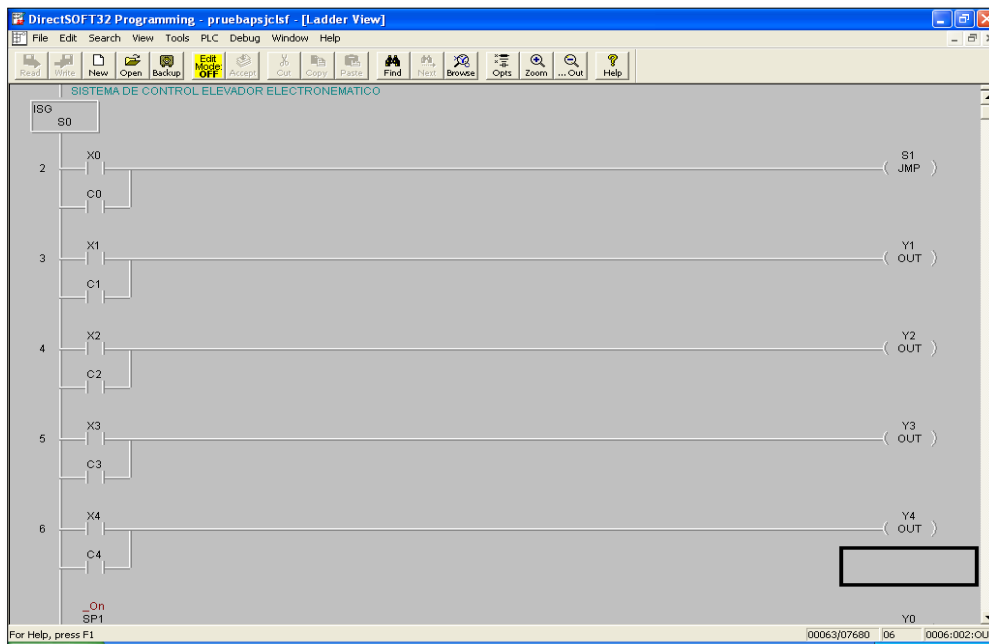 DirectSOFT32 Programming - pruebapsjclsf - [Ladder View]
File Edit Search View Tools PLC Debug Window Help
Read Write New Open Backup Edit Mode: OFF Accept Cut Copy Paste Find Next Browse Opts Zoom ... Out Help
SISTEMA DE CONTROL ELEVADOR ELECTRONEMATICO
ISG
S0
X0 S1
2 JMP
C0
X1 Y1
3 OUT
C1
X2 Y2
4 OUT
C2
X3 Y3
5 OUT
C3
X4 Y4
6 OUT
C4
_On
SP1 Y0
For Help, press F1 00063/07680 06 0006:002:OU